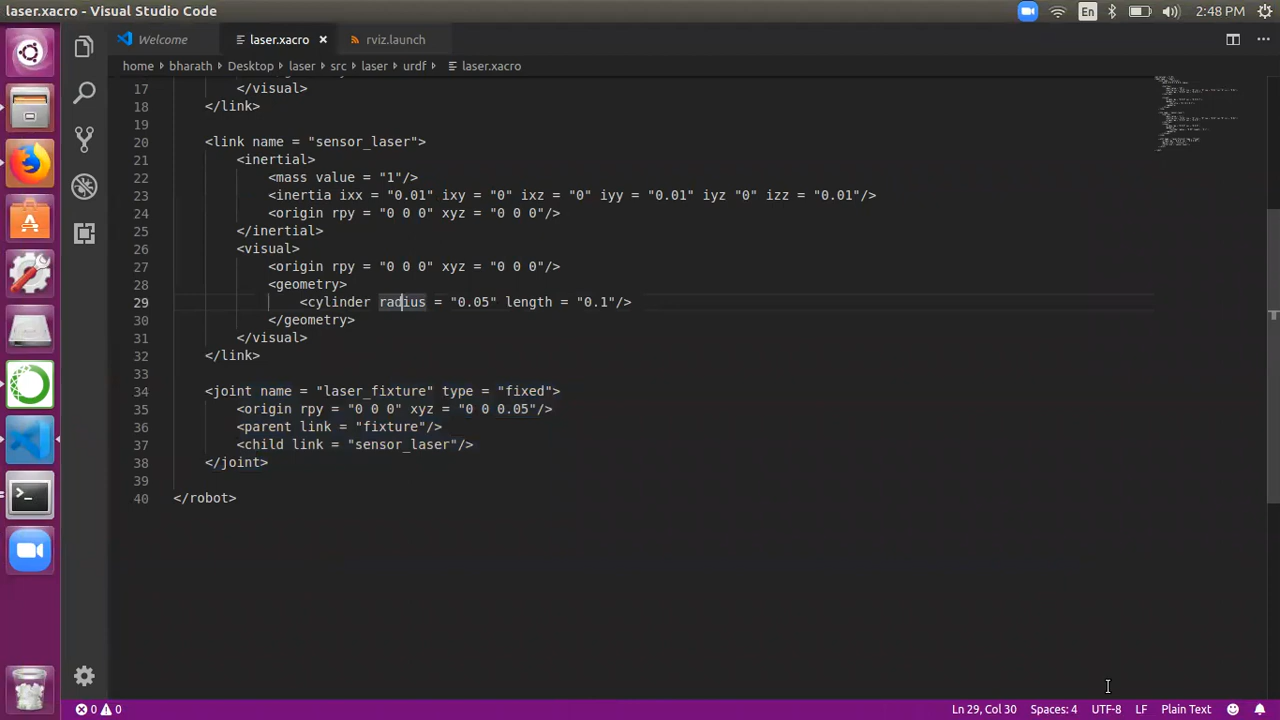 laser.xacro - Visual Studio Code
En
2:48 PM
Welcome
laser.xacro
rviz.launch
home bharath Desktop laser src laser urdf laser.xacro
17 </visual>
18 </link>
19
20 <link name = "sensor_laser">
21 <inertial>
22 <mass value = "1"/>
23 <inertia ixx = "0.01" ixy = "0" ixz = "0" iyy = "0.01" iyz "0" izz = "0.01"/>
24 <origin rpy = "0 0 0" xyz = "0 0 0"/>
25 </inertial>
26 <visual>
27 <origin rpy = "0 0 0" xyz = "0 0 0"/>
28 <geometry>
29 <cylinder radius = "0.05" length = "0.1"/>
30 </geometry>
31 </visual>
32 </link>
33
34 <joint name = "laser_fixture" type = "fixed">
35 <origin rpy = "0 0 0" xyz = "0 0 0.05"/>
36 <parent link = "fixture"/>
37 <child link = "sensor_laser"/>
38 </joint>
39
40 </robot>
0 0 Ln 29, Col 30 Spaces: 4 UTF-8 LF Plain Text